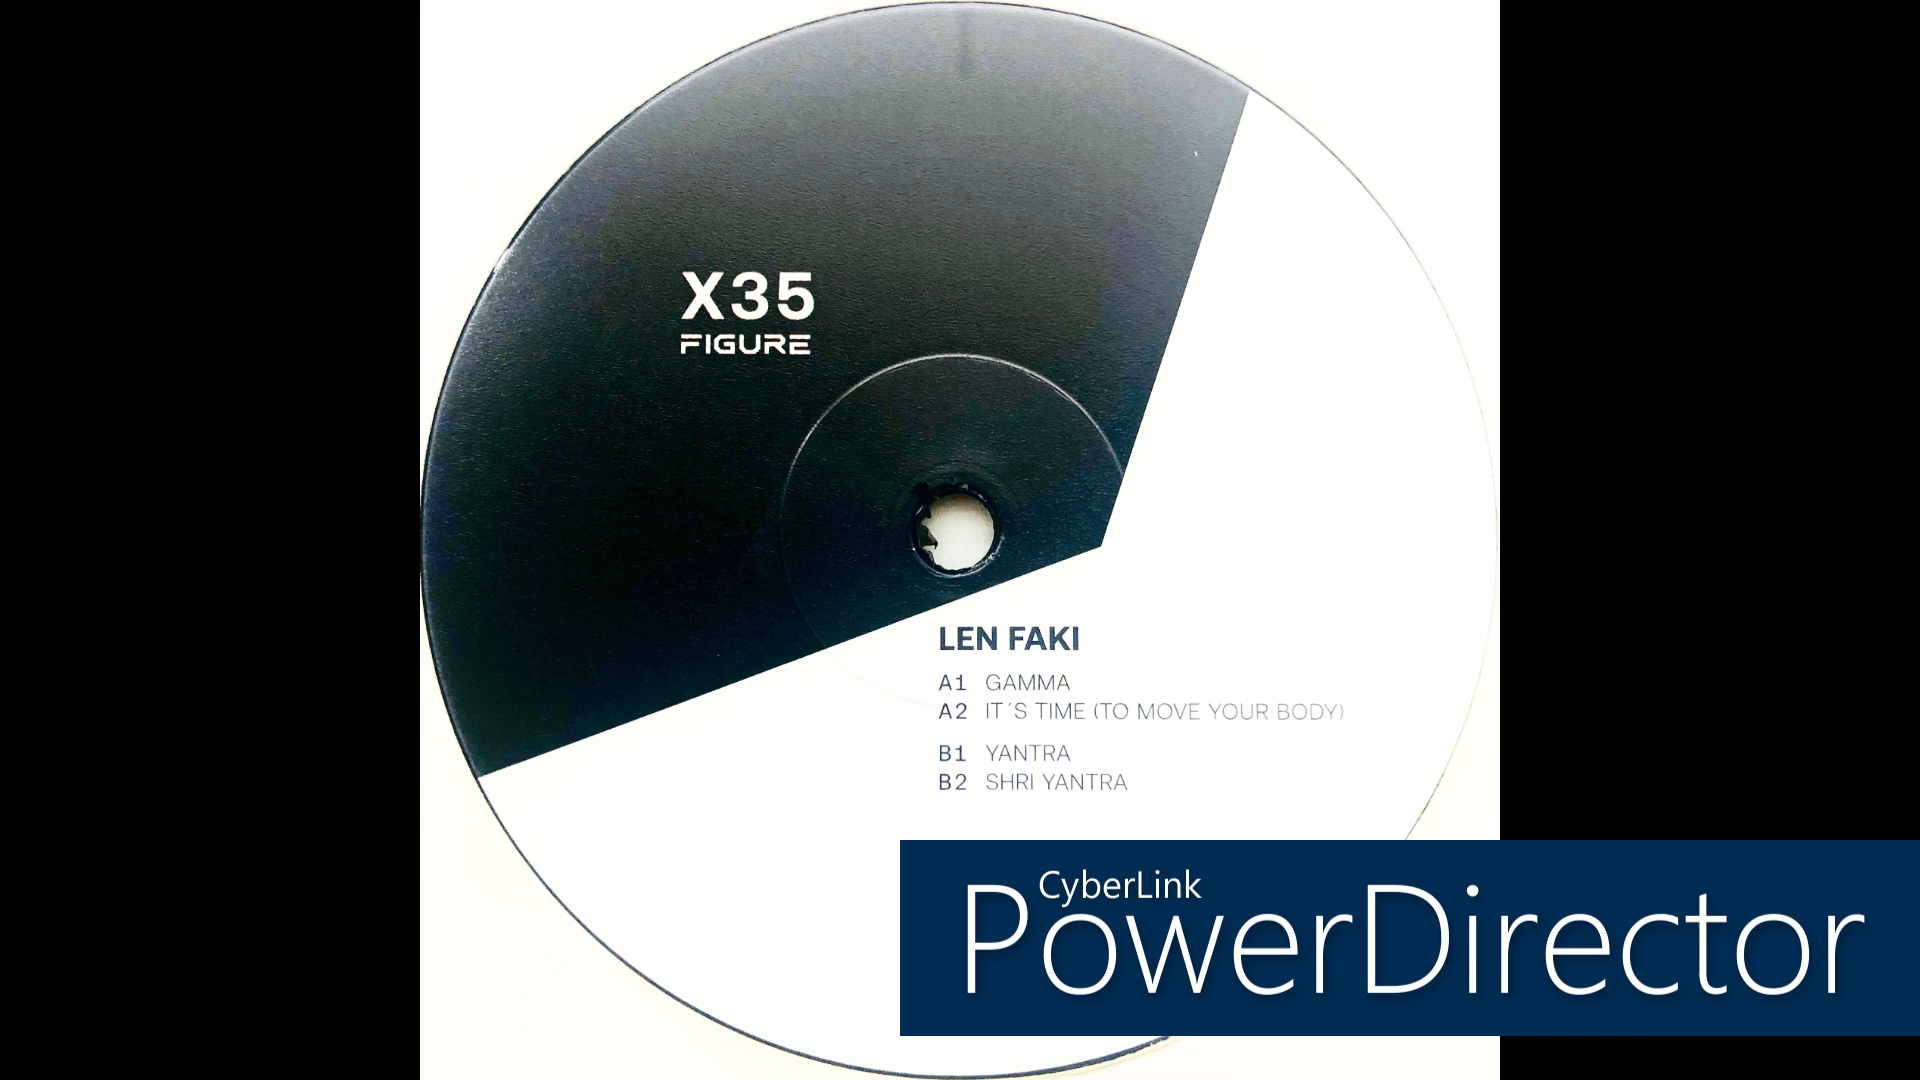 X35
FIGURE
LEN FAKI
A1 GAMMA
A2 IT´S TIME (TO MOVE YOUR BODY)
B1 YANTRA
B2 SHRI YANTRA
CyberLink
PowerDirector